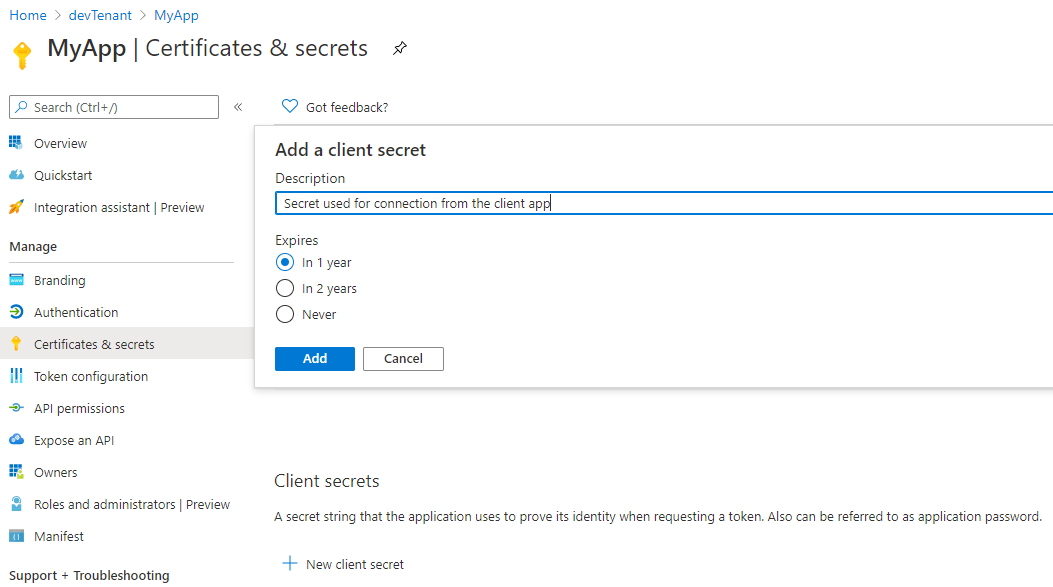 Home > devTenant > MyApp
MyApp | Certificates & secrets
Search (Ctrl+/)
«
Got feedback?
Overview
Quickstart
Integration assistant | Preview
Manage
Branding
Authentication
Certificates & secrets
Token configuration
API permissions
Expose an API
Owners
Roles and administrators | Preview
Manifest
Support + Troubleshooting
Add a client secret
Description
Secret used for connection from the client app
Expires
In 1 year
In 2 years
Never
Add
Cancel
Client secrets
A secret string that the application uses to prove its identity when requesting a token. Also can be referred to as application password.
New client secret